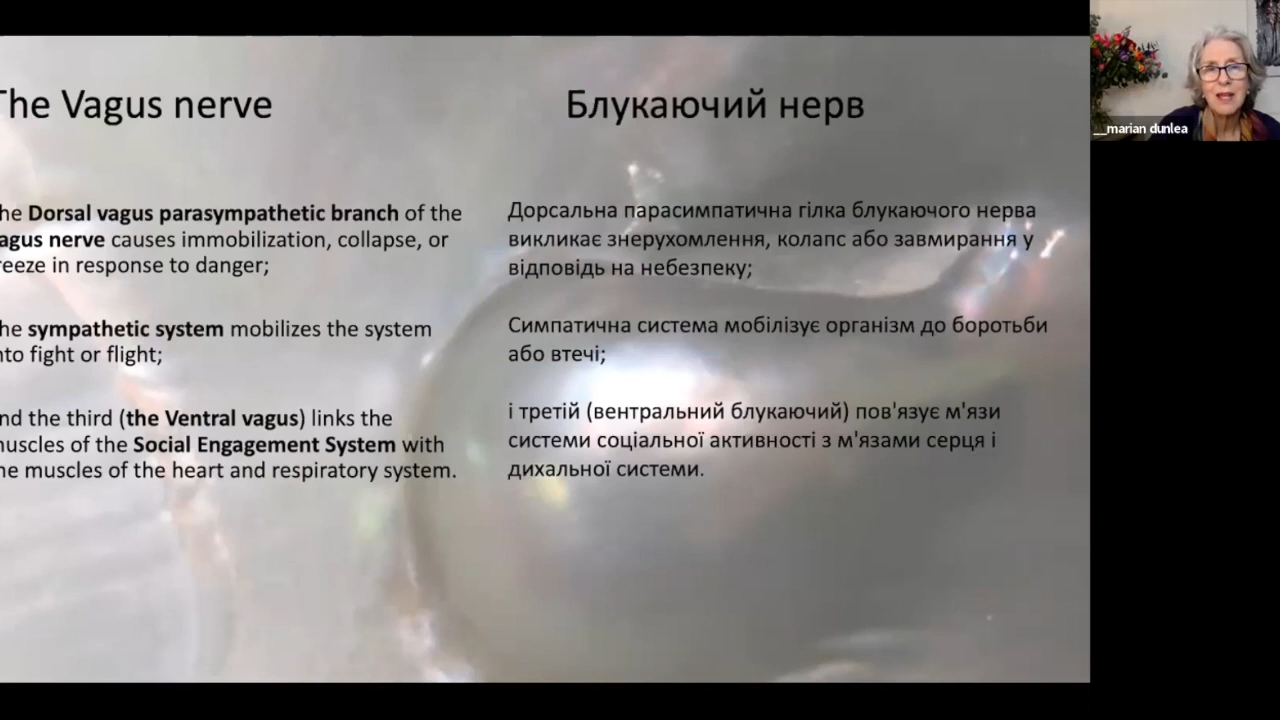 The Vagus nerve
he Dorsal vagus parasympathetic branch of the
agus nerve causes immobilization, collapse, or
reeze in response to danger;
he sympathetic system mobilizes the system
nto fight or flight;
nd the third (the Ventral vagus) links the
nuscles of the Social Engagement System with
he muscles of the heart and respiratory system.
Блукаючий нерв
Дорсальна парасимпатична гілка блукаючого нерва
викликає знерухомлення, колапс або завмирання у
відповідь на небезпеку;
Симпатична система мобілізує організм до боротьби
або втечі;
і третій (вентральний блукаючий) пов'язує м'язи
системи соціальної активності з м'язами серця і
дихальної системи.
__marian dunlea